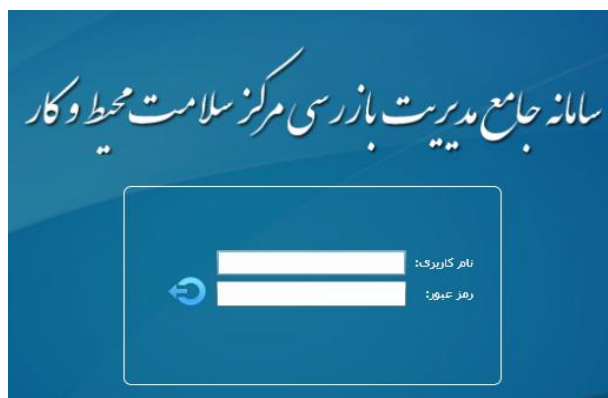 سامانه جامع مدیریت بازرسی مرکز سلامت محیط و کار
نام کاربری:
رمز عبور: